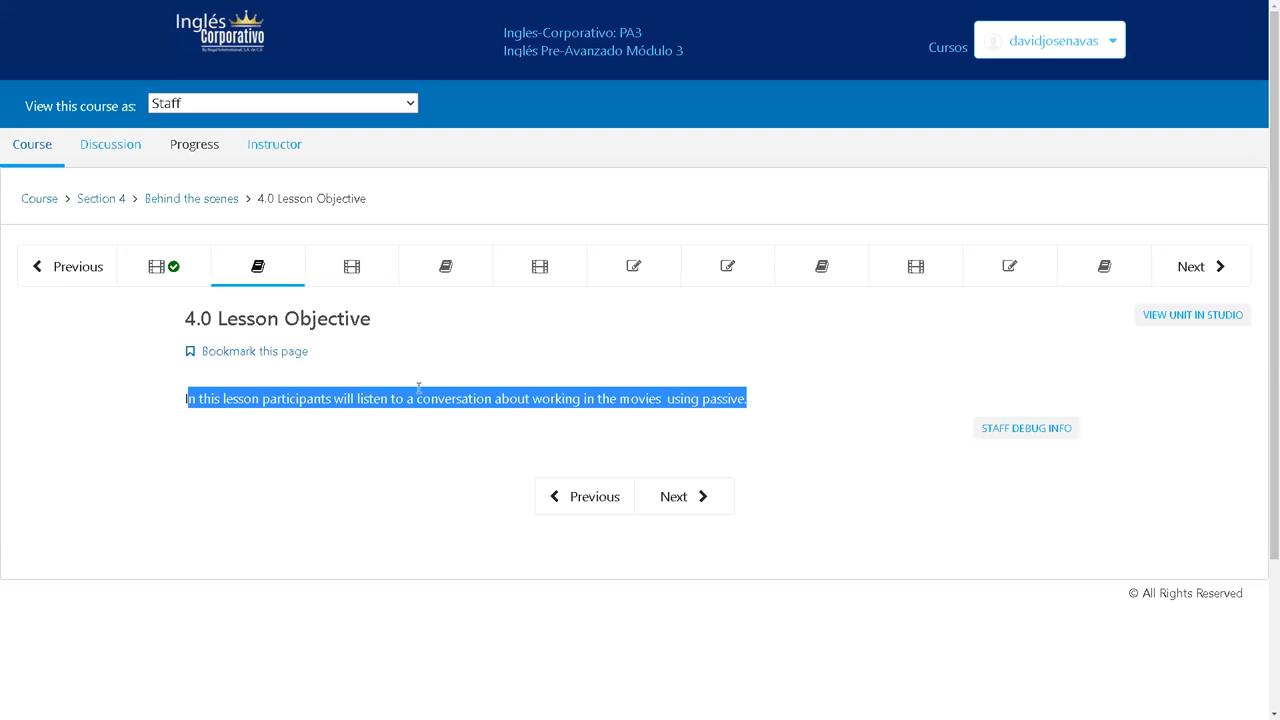 Inglés
Corporativo
Ingles-Corporativo: PA3
Inglés Pre-Avanzado Módulo 3
Cursos
davidjosenavas
View this course as:
Staff
Course
Discussion
Progress
Instructor
Course > Section 4 > Behind the scenes > 4.0 Lesson Objective
Previous
Next
4.0 Lesson Objective
VIEW UNIT IN STUDIO
Bookmark this page
In this lesson participants will listen to a conversation about working in the movies  using passive.
STAFF DEBUG INFO
Previous
Next
© All Rights Reserved